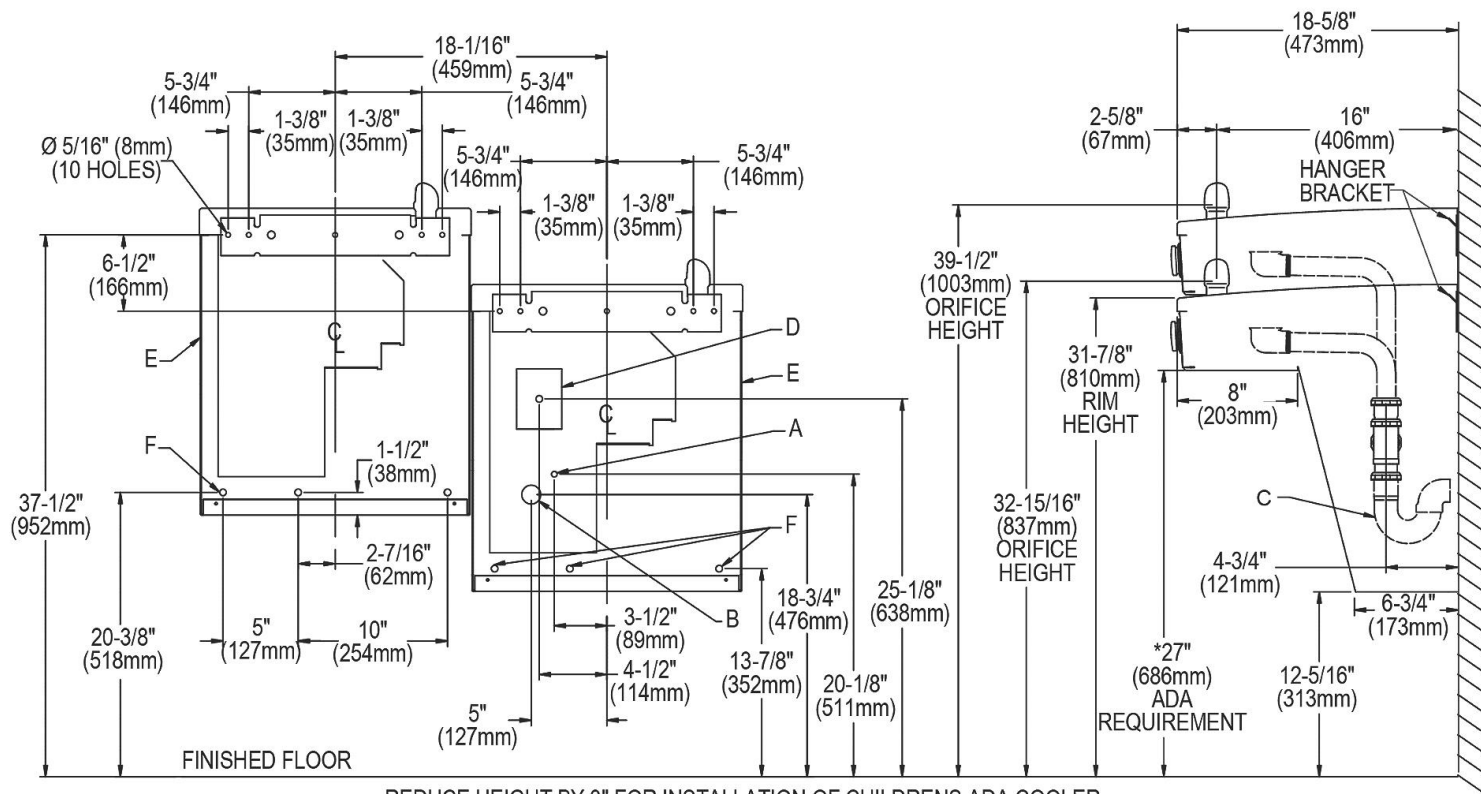 18-1/16"
(459mm)
5-3/4"
(146mm)
5-3/4"
(146mm)
1-3/8"
(35mm)
1-3/8"
(35mm)
Ø 5/16" (8mm)
(10 HOLES)
5-3/4"
(146mm)
5-3/4"
(146mm)
1-3/8"
(35mm)
1-3/8"
(35mm)
6-1/2"
(166mm)
E
CL
D
E
CL
A
F
1-1/2"
(38mm)
37-1/2"
(952mm)
F
2-7/16"
(62mm)
25-1/8"
(638mm)
18-3/4"
(476mm)
B
3-1/2"
(89mm)
20-3/8"
(518mm)
5"
(127mm)
10"
(254mm)
13-7/8"
(352mm)
4-1/2"
(114mm)
20-1/8"
(511mm)
5"
(127mm)
FINISHED FLOOR
18-5/8"
(473mm)
2-5/8"
(67mm)
16"
(406mm)
HANGER
BRACKET
39-1/2"
(1003mm)
ORIFICE
HEIGHT
31-7/8"
(810mm)
RIM
HEIGHT
8"
(203mm)
32-15/16"
(837mm)
ORIFICE
HEIGHT
C
4-3/4"
(121mm)
6-3/4"
(173mm)
*27"
(686mm)
ADA
REQUIREMENT
12-5/16"
(313mm)